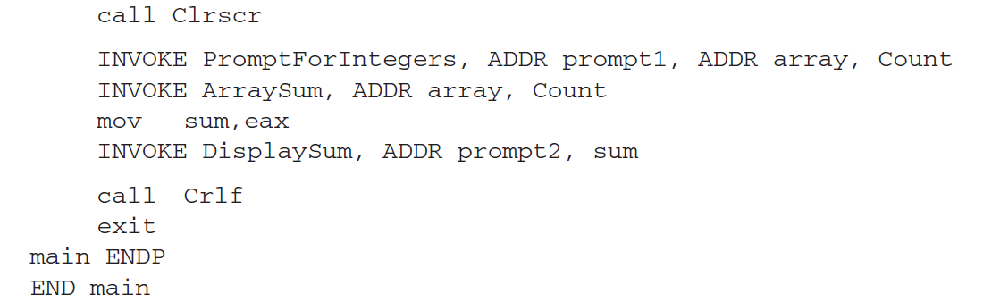 call Clrscr
INVOKE PromptForIntegers, ADDR prompt1, ADDR array, Count
INVOKE ArraySum, ADDR array, Count
mov sum,eax
INVOKE DisplaySum, ADDR prompt2, sum
call Crlf
exit
main ENDP
END main